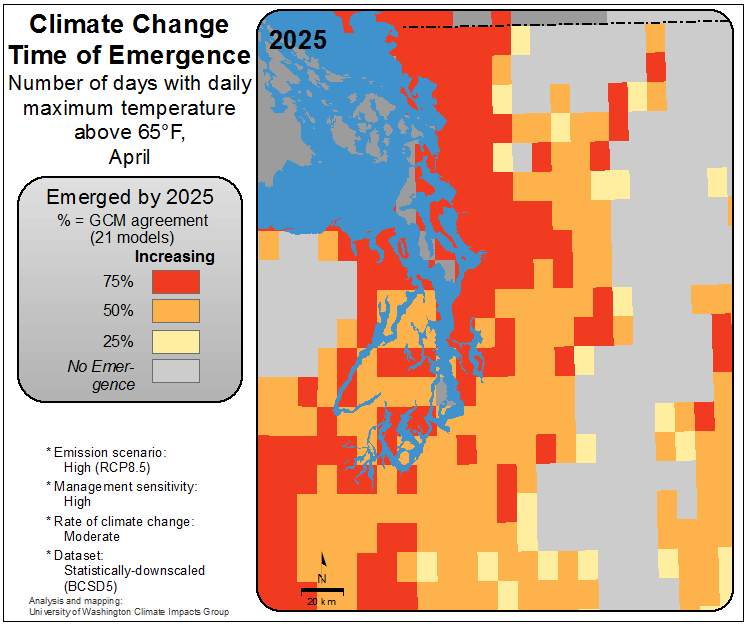 Climate Change
Time of Emergence
Number of days with daily
maximum temperature
above 65°F,
April
Emerged by 2025
% = GCM agreement
(21 models)
Increasing
75%
50%
25%
No Emer-
gence
* Emission scenario:
High (RCP8.5)
* Management sensitivity:
High
* Rate of climate change:
Moderate
* Dataset:
Statistically-downscaled
(BCSD5)
Analysis and mapping:
University of Washington Climate Impacts Group
2025
N
20 km